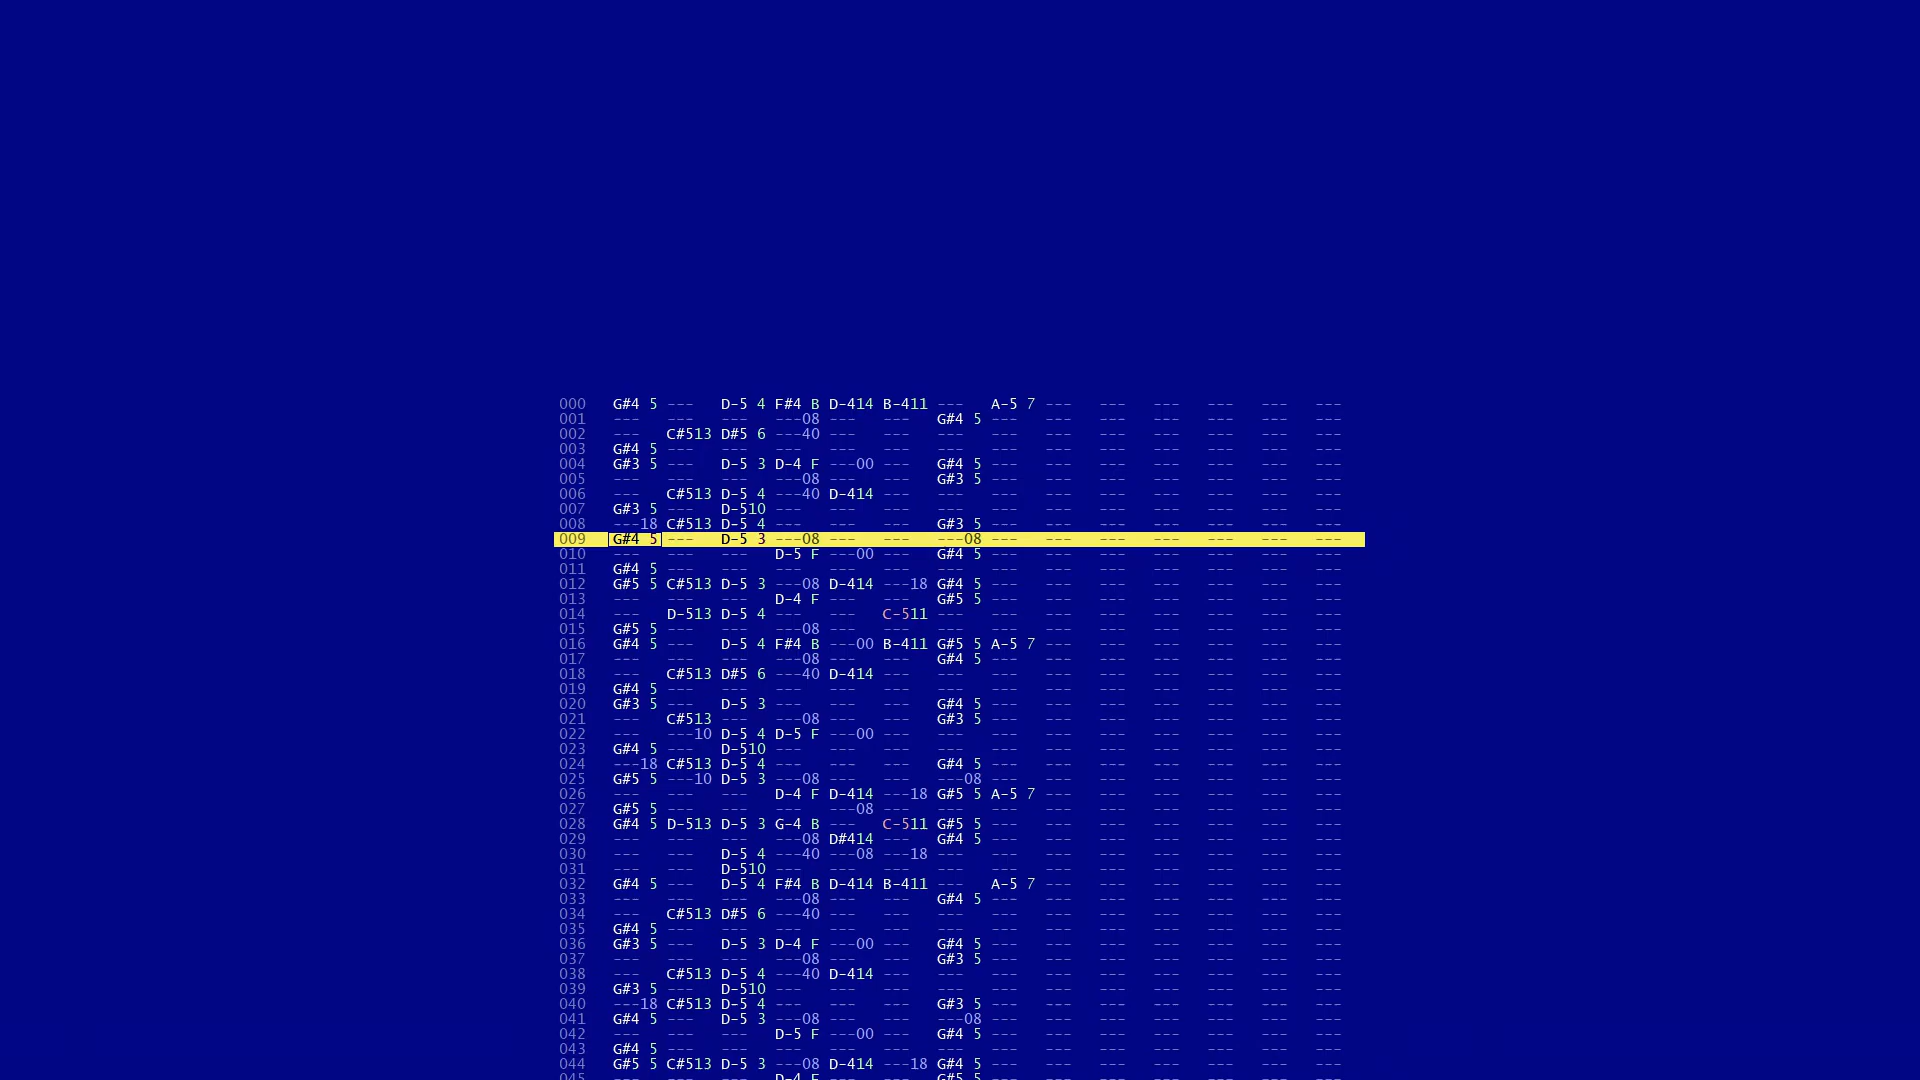 000 G#4 5 --- D-5 4 F#4 B D-414 B-411 --- A-5 7 --- --- --- --- --- ---
001 --- --- --- ---08 --- --- G#4 5 --- --- --- --- --- --- ---
002 --- C#513 D#5 6 ---40 --- --- --- --- --- --- --- --- --- ---
003 G#4 5 --- --- --- --- --- --- --- --- --- --- --- --- ---
004 G#3 5 --- D-5 3 D-4 F ---00 --- G#4 5 --- --- --- --- --- --- ---
005 --- --- --- ---08 --- --- G#3 5 --- --- --- --- --- --- ---
006 --- C#513 D-5 4 ---40 D-414 --- --- --- --- --- --- --- --- ---
007 G#3 5 --- D-510 --- --- --- --- --- --- --- --- --- --- ---
008 ---18 C#513 D-5 4 --- --- --- G#3 5 --- --- --- --- --- --- ---
009 G#4 5 --- D-5 3 ---08 --- --- ---08 --- --- --- --- --- --- ---
010 --- --- --- D-5 F ---00 --- G#4 5 --- --- --- --- --- --- ---
011 G#4 5 --- --- --- --- --- --- --- --- --- --- --- --- ---
012 G#5 5 C#513 D-5 3 ---08 D-414 ---18 G#4 5 --- --- --- --- --- --- ---
013 --- --- --- D-4 F --- --- G#5 5 --- --- --- --- --- --- ---
014 --- D-513 D-5 4 --- --- C-511 --- --- --- --- --- --- --- ---
015 G#5 5 --- --- ---08 --- --- --- --- --- --- --- --- --- ---
016 G#4 5 --- D-5 4 F#4 B ---00 B-411 G#5 5 A-5 7 --- --- --- --- --- ---
017 --- --- --- ---08 --- --- G#4 5 --- --- --- --- --- --- ---
018 --- C#513 D#5 6 ---40 D-414 --- --- --- --- --- --- --- --- ---
019 G#4 5 --- --- --- --- --- --- --- --- --- --- --- --- ---
020 G#3 5 --- D-5 3 --- --- --- G#4 5 --- --- --- --- --- --- ---
021 --- C#513 --- ---08 --- --- G#3 5 --- --- --- --- --- --- ---
022 --- ---10 D-5 4 D-5 F ---00 --- --- --- --- --- --- --- --- ---
023 G#4 5 --- D-510 --- --- --- --- --- --- --- --- --- --- ---
024 ---18 C#513 D-5 4 --- --- --- G#4 5 --- --- --- --- --- --- ---
025 G#5 5 ---10 D-5 3 ---08 --- --- ---08 --- --- --- --- --- --- ---
026 --- --- --- D-4 F D-414 ---18 G#5 5 A-5 7 --- --- --- --- --- ---
027 G#5 5 --- --- --- ---08 --- --- --- --- --- --- --- --- ---
028 G#4 5 D-513 D-5 3 G-4 B --- C-511 G#5 5 --- --- --- --- --- --- ---
029 --- --- --- ---08 D#414 --- G#4 5 --- --- --- --- --- --- ---
030 --- --- D-5 4 ---40 ---08 ---18 --- --- --- --- --- --- --- ---
031 --- --- D-510 --- --- --- --- --- --- --- --- --- --- ---
032 G#4 5 --- D-5 4 F#4 B D-414 B-411 --- A-5 7 --- --- --- --- --- ---
033 --- --- --- ---08 --- --- G#4 5 --- --- --- --- --- --- ---
034 --- C#513 D#5 6 ---40 --- --- --- --- --- --- --- --- --- ---
035 G#4 5 --- --- --- --- --- --- --- --- --- --- --- --- ---
036 G#3 5 --- D-5 3 D-4 F ---00 --- G#4 5 --- --- --- --- --- --- ---
037 --- --- --- ---08 --- --- G#3 5 --- --- --- --- --- --- ---
038 --- C#513 D-5 4 ---40 D-414 --- --- --- --- --- --- --- --- ---
039 G#3 5 --- D-510 --- --- --- --- --- --- --- --- --- --- ---
040 ---18 C#513 D-5 4 --- --- --- G#3 5 --- --- --- --- --- --- ---
041 G#4 5 --- D-5 3 ---08 --- --- ---08 --- --- --- --- --- --- ---
042 --- --- --- D-5 F ---00 --- G#4 5 --- --- --- --- --- --- ---
043 G#4 5 --- --- --- --- --- --- --- --- --- --- --- --- ---
044 G#5 5 C#513 D-5 3 ---08 D-414 ---18 G#4 5 --- --- --- --- --- --- ---
045 --- --- --- D-4 F --- --- G#5 5 --- --- --- --- --- --- ---